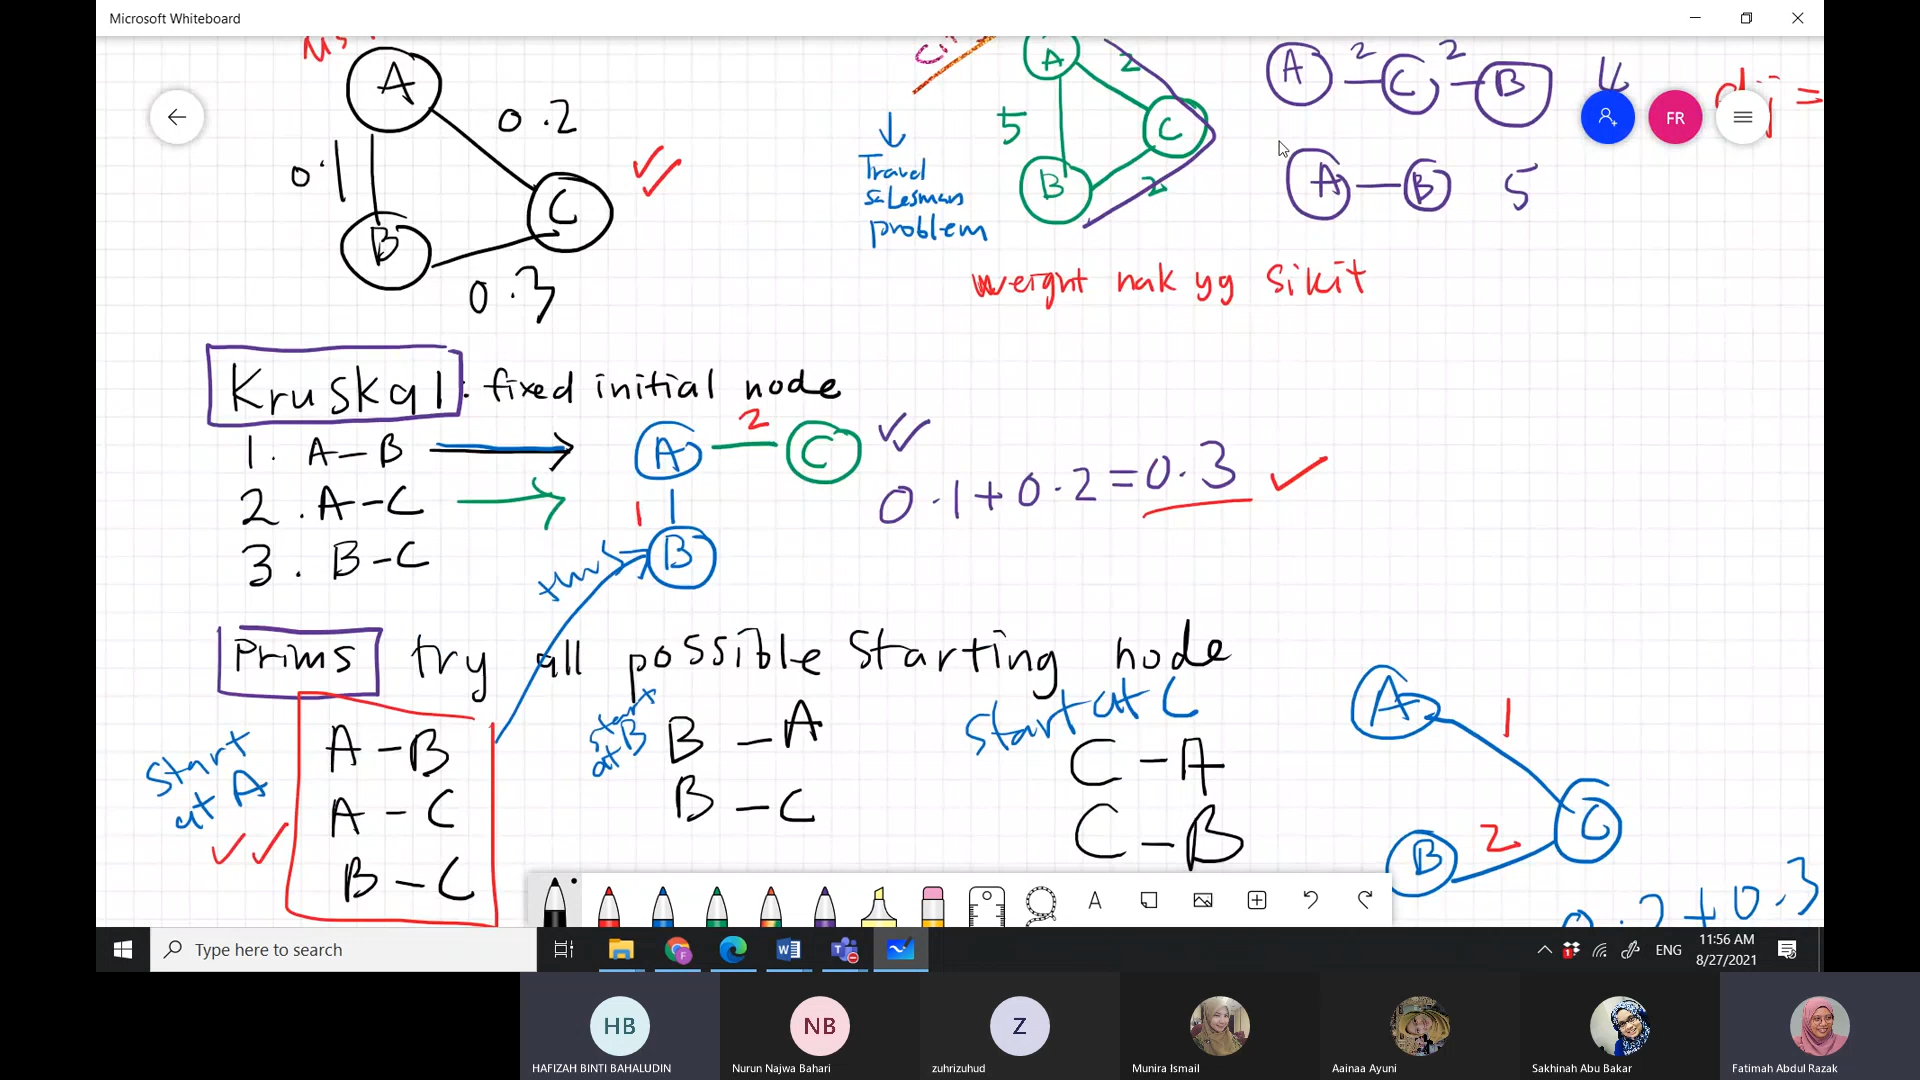 Microsoft Whiteboard
A
0.2
0.1
C
B
0.3
Travel
salesman
problem
A
2
5
C
B
2
A 2 C 2 B
A B 5
FR
weight nak yg sikit
Kruskal : fixed initial node
1. A-B
2. A-C
3. B-C
A 2 C
1
B
0.1+0.2=0.3
Prims try all possible starting node
start at A
A-B
A-C
B-C
start at B
B-A
B-C
start at C
C-A
C-B
A
1
C
B
2
0.2+0.3
Type here to search
ENG
11:56 AM
8/27/2021
HB
HAFIZAH BINTI BAHALUDIN
NB
Nurun Najwa Bahari
Z
zuhrizuhud
Munira Ismail
Aainaa Ayuni
Sakhinah Abu Bakar
Fatimah Abdul Razak